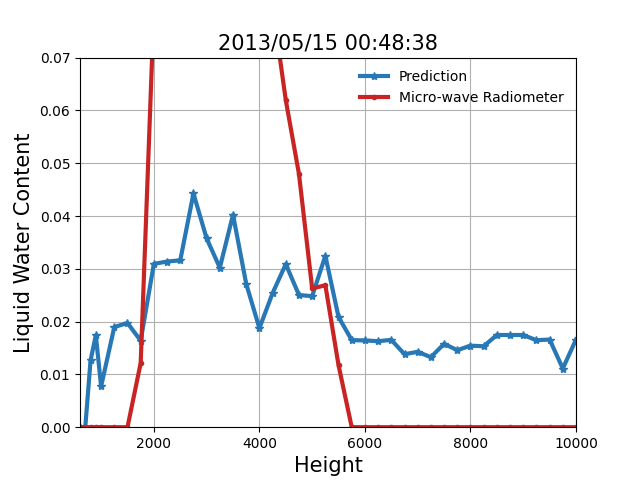 2013/05/15 00:48:38
Prediction
Micro-wave Radiometer
Liquid Water Content
0.07
0.06
0.05
0.04
0.03
0.02
0.01
0.00
2000 4000 6000 8000 10000
Height